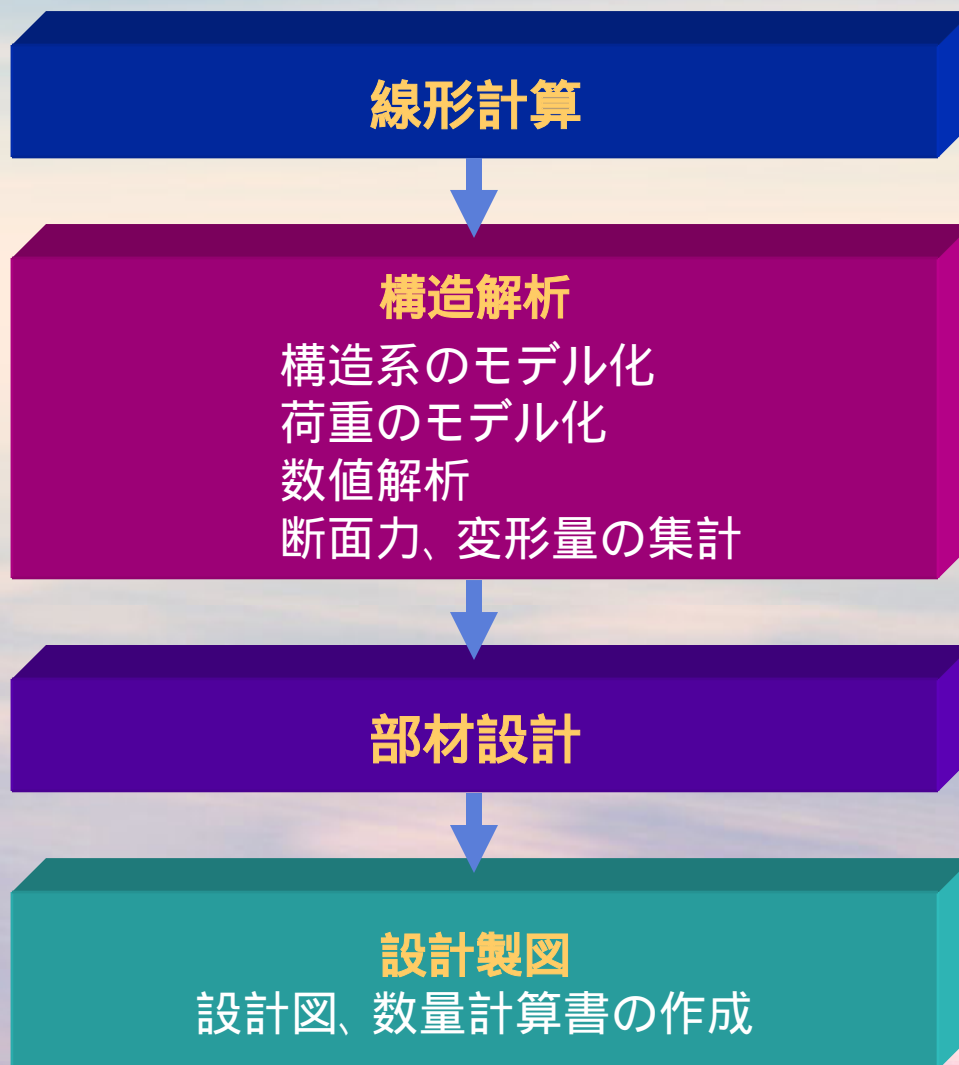 線形計算
構造解析
構造系のモデル化
荷重のモデル化
数値解析
断面力、変形量の集計
部材設計
設計製図
設計図、数量計算書の作成